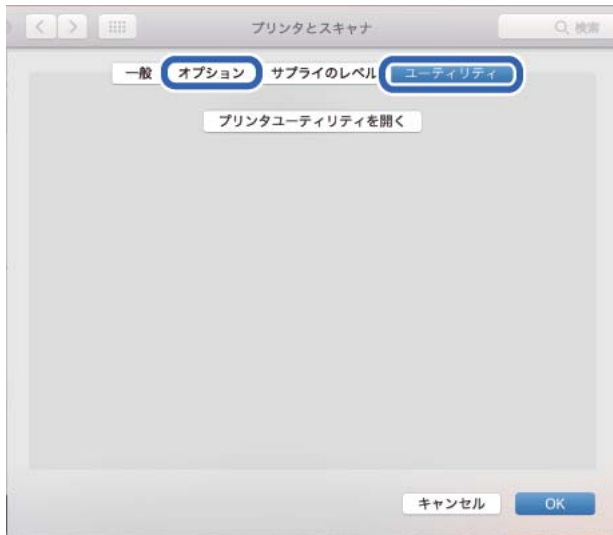 プリンタとスキャナ 検索
一般 オプション サプライのレベル ユーティリティ
プリンタユーティリティを開く
キャンセル OK